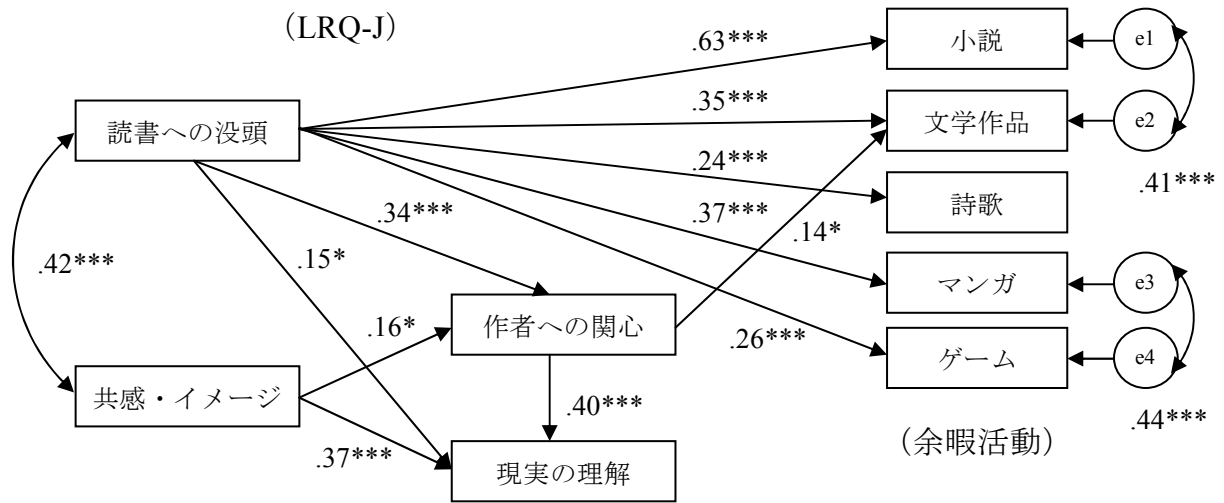 (LRQ-J)
.63***
小説
e1
読書への没頭
.35***
文学作品
e2
.24***
.41***
詩歌
.34***
.37***
.14*
.42***
.15*
マンガ
e3
作者への関心
.16*
.26***
ゲーム
e4
共感・イメージ
.40***
.44***
(余暇活動)
.37***
現実の理解